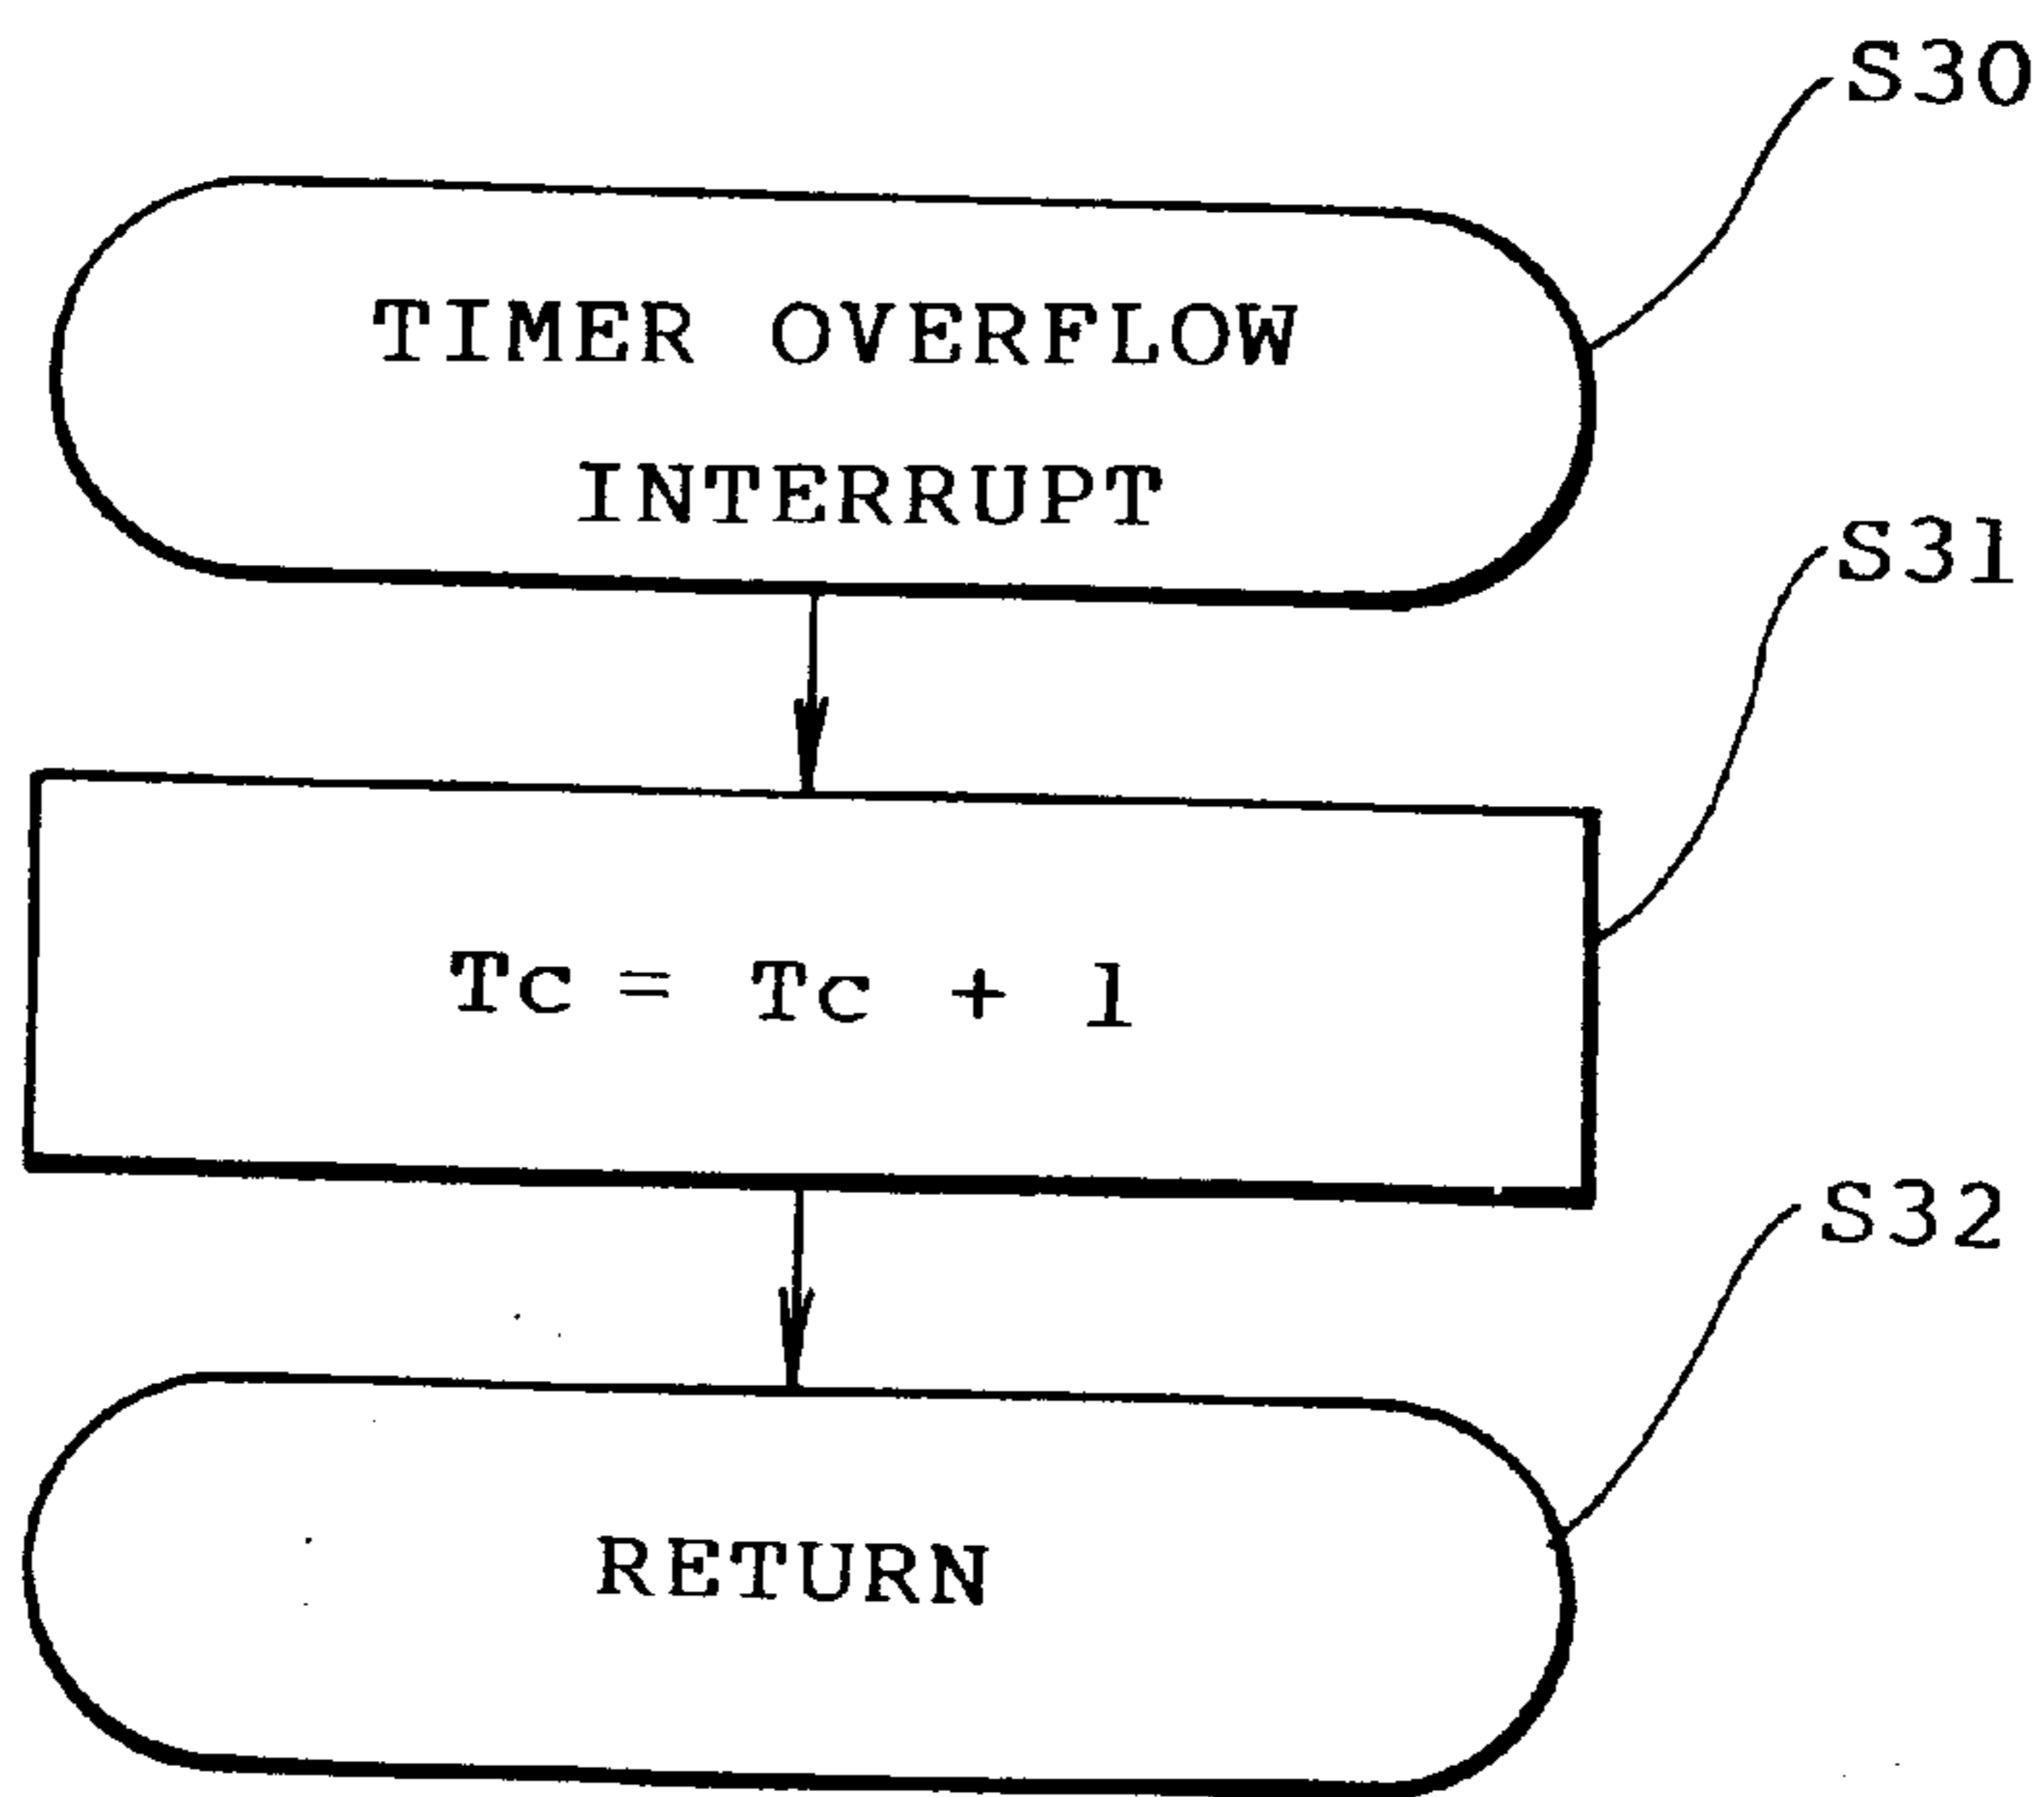 S30
TIMER OVERFLOW
INTERRUPT
S31
Tc = Tc + 1
S32
RETURN